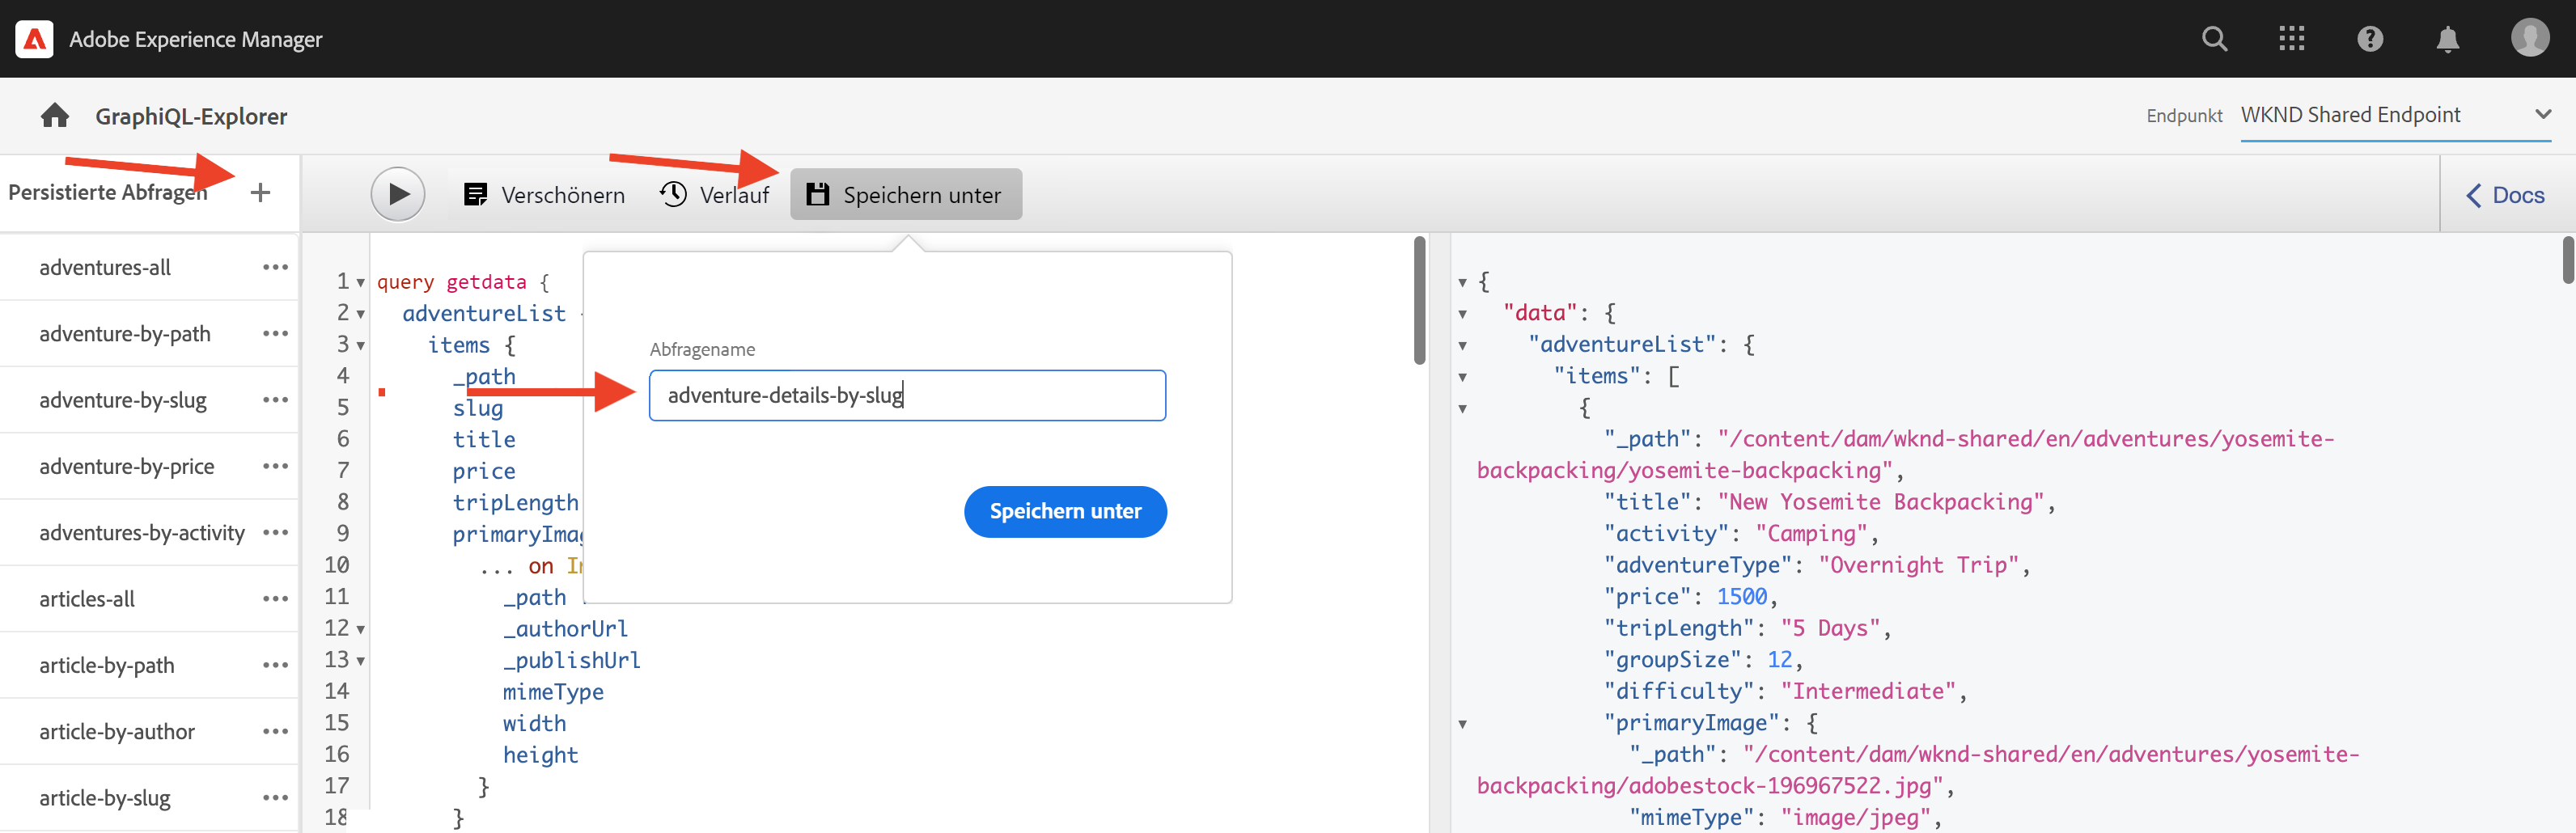 Adobe Experience Manager
GraphiQL-Explorer
Endpunkt WKND Shared Endpoint
Persistierte Abfragen
Verschönern
Verlauf
Speichern unter
Docs
adventures-all
adventure-by-path
adventure-by-slug
adventure-by-price
adventures-by-activity
articles-all
article-by-path
article-by-author
article-by-slug
1 query getdata {
2 adventureList
3 items {
4 _path
5 slug
6 title
7 price
8 tripLength
9 primaryImag
10 ... on
11 _path
12 _authorUrl
13 _publishUrl
14 mimeType
15 width
16 height
17 }
18 }
Abfragename
adventure-details-by-slug
Speichern unter
{
"data": {
"adventureList": {
"items": [
{
"_path": "/content/dam/wknd-shared/en/adventures/yosemite-
backpacking/yosemite-backpacking",
"title": "New Yosemite Backpacking",
"activity": "Camping",
"adventureType": "Overnight Trip",
"price": 1500,
"tripLength": "5 Days",
"groupSize": 12,
"difficulty": "Intermediate",
"primaryImage": {
"_path": "/content/dam/wknd-shared/en/adventures/yosemite-
backpacking/adobestock-196967522.jpg",
"mimeType": "image/jpeg",